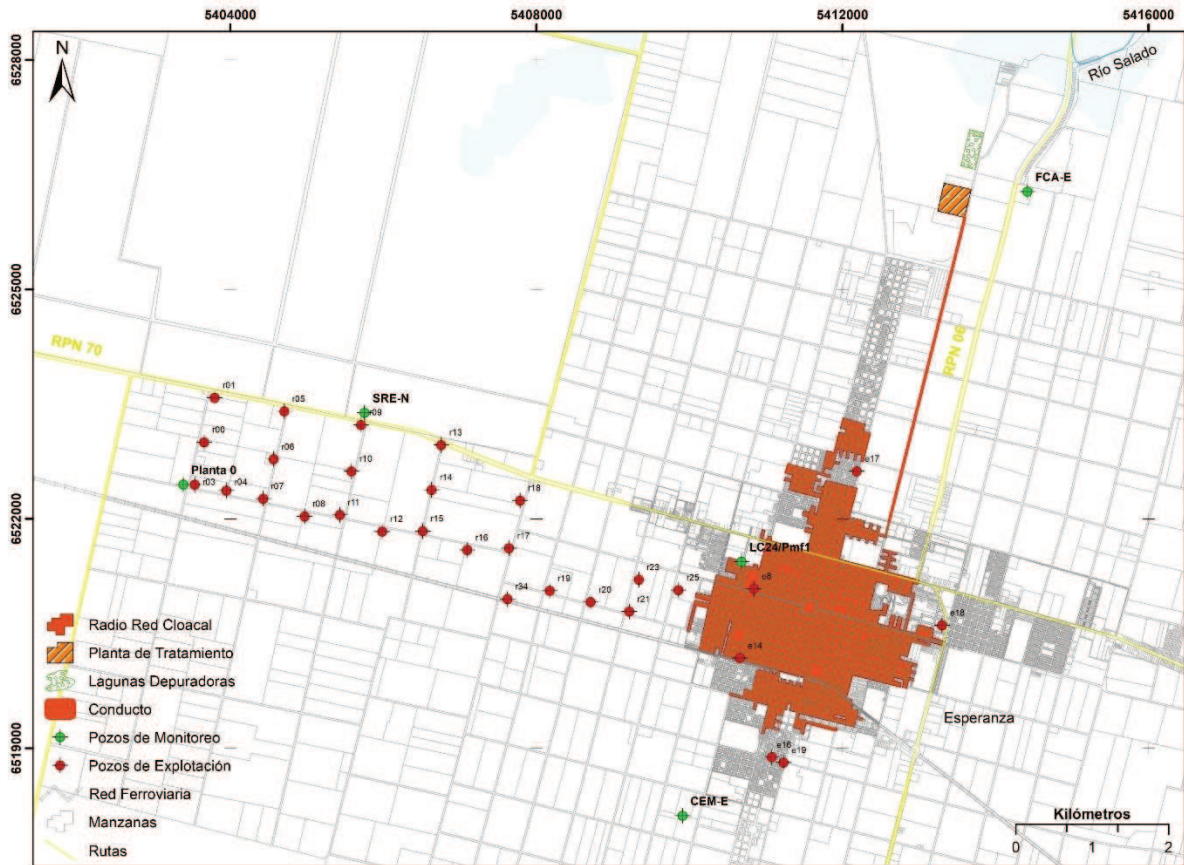 5404000
5408000
5412000
5416000
6528000
6525000
6522000
6519000
N
Río Salado
FCA-E
RPN 70
RPN 06
r01
r05
SRE-N
r09
r00
r13
r06
r10
e17
Planta 0
r03
r04
r07
r14
r18
r08
r11
r12
r15
r16
r17
LC24/Pmf1
e8
r23
r25
r34
r19
r20
r21
e18
e14
Esperanza
e16
e19
CEM-E
Radio Red Cloacal
Planta de Tratamiento
Lagunas Depuradoras
Conducto
Pozos de Monitoreo
Pozos de Explotación
Red Ferroviaria
Manzanas
Rutas
Kilómetros
0 1 2